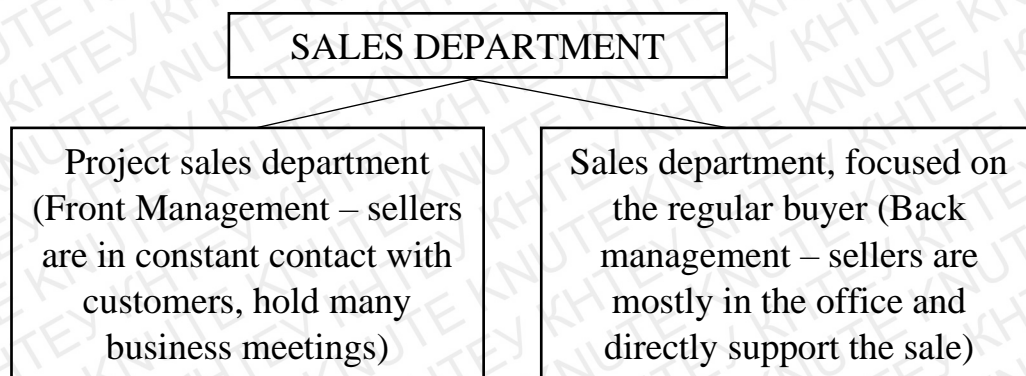 SALES DEPARTMENT
Project sales department
(Front Management – sellers
are in constant contact with
customers, hold many
business meetings)
Sales department, focused on
the regular buyer (Back
management – sellers are
mostly in the office and
directly support the sale)